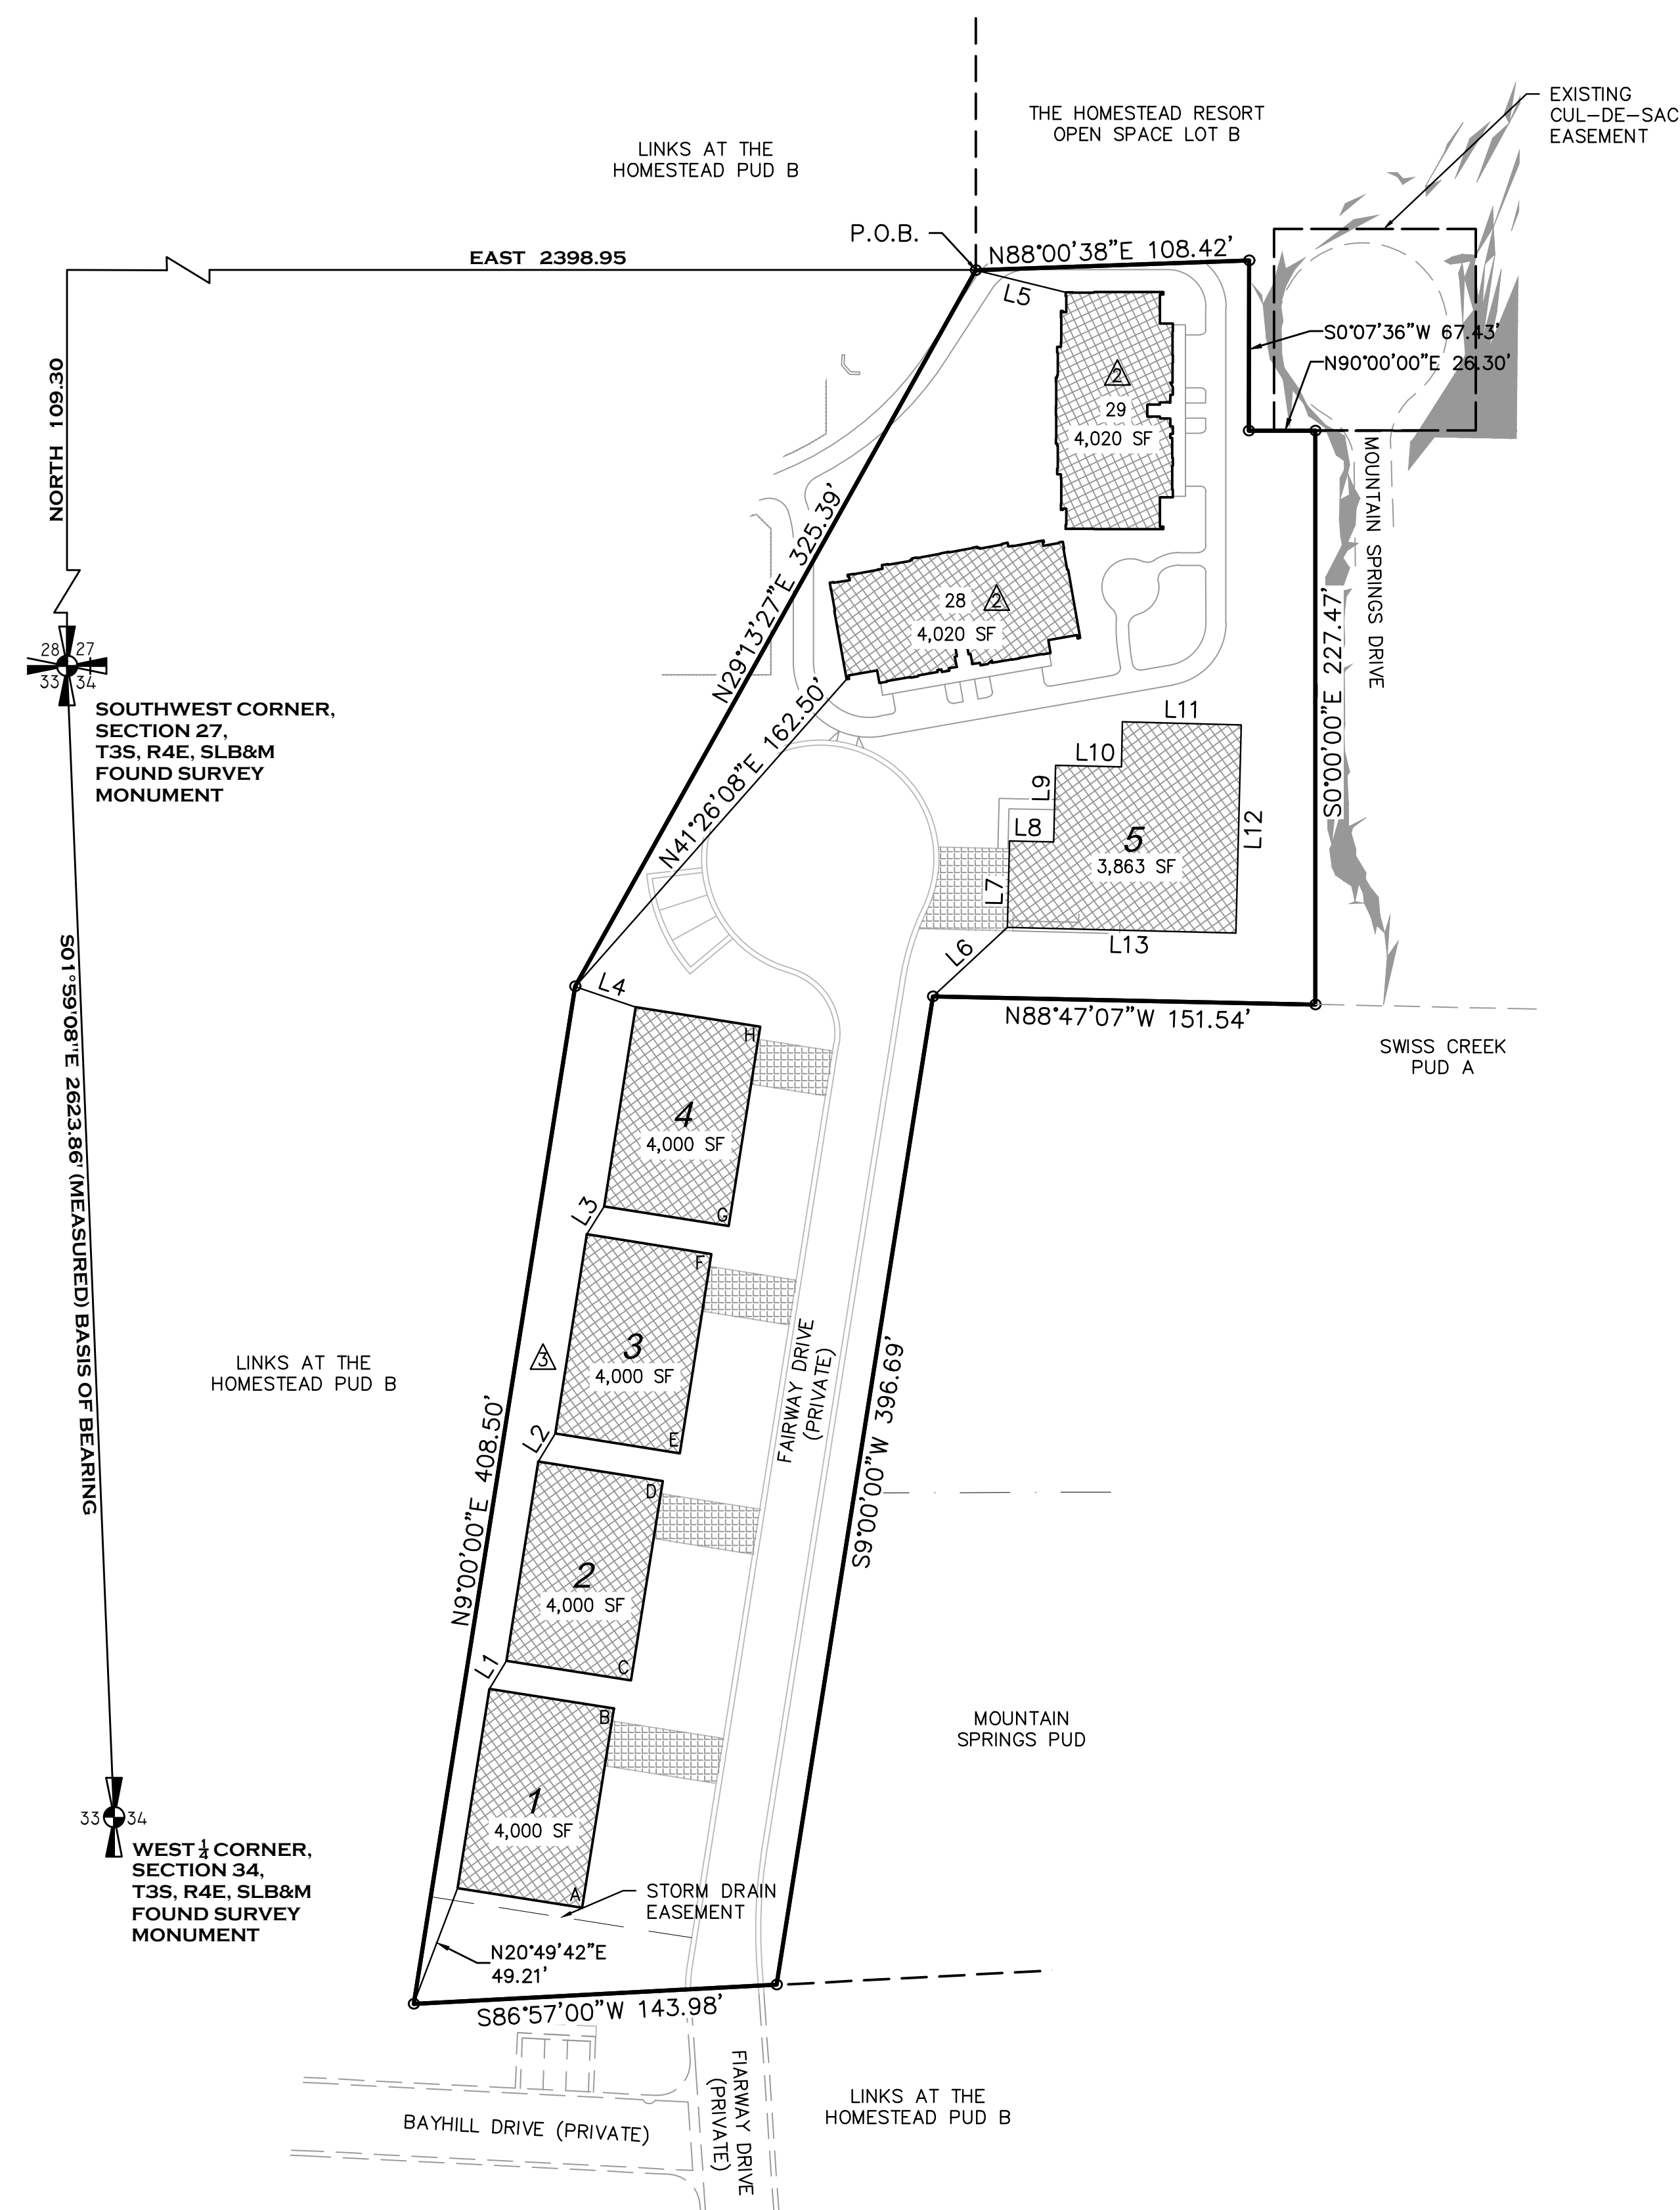 EXISTING
CUL-DE-SAC
EASEMENT
THE HOMESTEAD RESORT
OPEN SPACE LOT B
LINKS AT THE
HOMESTEAD PUD B
P.O.B.
N88°00'38"E 108.42'
EAST 2398.95
L5
S0°07'36"W 67.43'
N90°00'00"E 26.30'
NORTH 109.30
2
29
4,020 SF
MOUNTAIN SPRINGS DRIVE
N29°13'27"E 325.39'
28
2
4,020 SF
S0°00'00"E 227.47'
28 27
33 34
SOUTHWEST CORNER,
SECTION 27,
T3S, R4E, SLB&M
FOUND SURVEY
MONUMENT
N41°26'08"E 162.50'
L11
L10
L9
L8
L12
5
3,863 SF
L7
L13
L6
L4
N88°47'07"W 151.54'
SWISS CREEK
PUD A
S01°59'08"E 2623.86' (MEASURED) BASIS OF BEARING
H
4
4,000 SF
G
L3
F
3
3
4,000 SF
E
L2
FAIRWAY DRIVE
(PRIVATE)
LINKS AT THE
HOMESTEAD PUD B
S9°00'00"W 396.69'
N9°00'00"E 408.50'
D
2
4,000 SF
C
L1
B
MOUNTAIN
SPRINGS PUD
1
4,000 SF
A
33 34
WEST 1/4 CORNER,
SECTION 34,
T3S, R4E, SLB&M
FOUND SURVEY
MONUMENT
STORM DRAIN
EASEMENT
N20°49'42"E
49.21'
S86°57'00"W 143.98'
FIARWAY DRIVE
(PRIVATE)
LINKS AT THE
HOMESTEAD PUD B
BAYHILL DRIVE (PRIVATE)